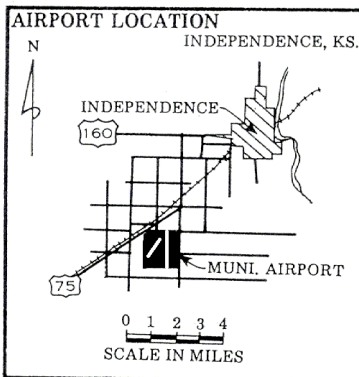 AIRPORT LOCATION
INDEPENDENCE, KS.
N
INDEPENDENCE
160
MUNI. AIRPORT
75
0 1 2 3 4
SCALE IN MILES